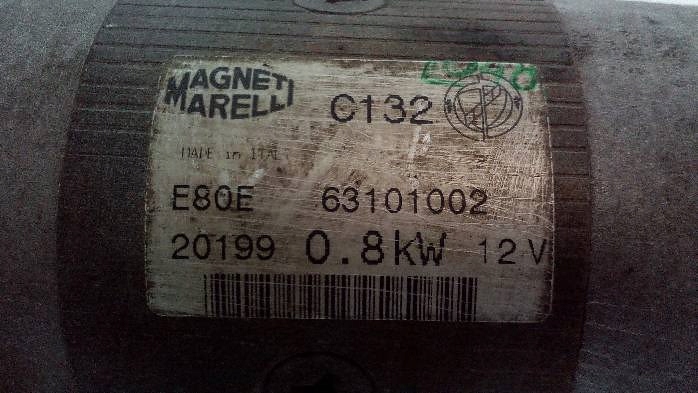 MAGNETI
MARELLI
C132
MADE in ITALY
E80E 63101002
20199 0.8kW 12V